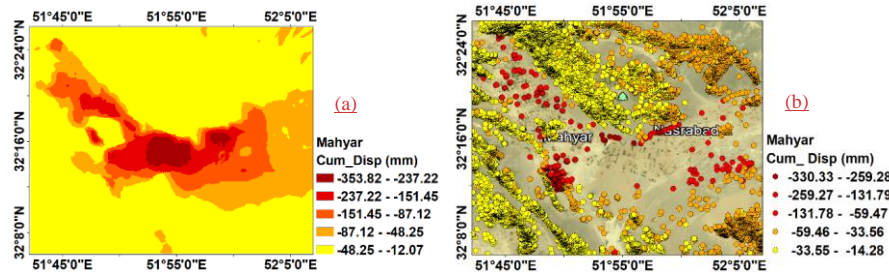 51°45'0"E 51°55'0"E 52°5'0"E
32°24'0"N
32°16'0"N
32°8'0"N
(a)
Mahyar
Cum_Disp (mm)
-353.82 - -237.22
-237.22 - -151.45
-151.45 - -87.12
-87.12 - -48.25
-48.25 - -12.07
51°45'0"E 51°55'0"E 52°5'0"E
51°45'0"E 51°55'0"E 52°5'0"E
32°24'0"N
32°16'0"N
32°8'0"N
Mahyar
Nasrabad
(b)
Mahyar
Cum_ Disp (mm)
-330.33 - -259.28
-259.27 - -131.79
-131.78 - -59.47
-59.46 - -33.56
-33.55 - -14.28
51°45'0"E 51°55'0"E 52°5'0"E